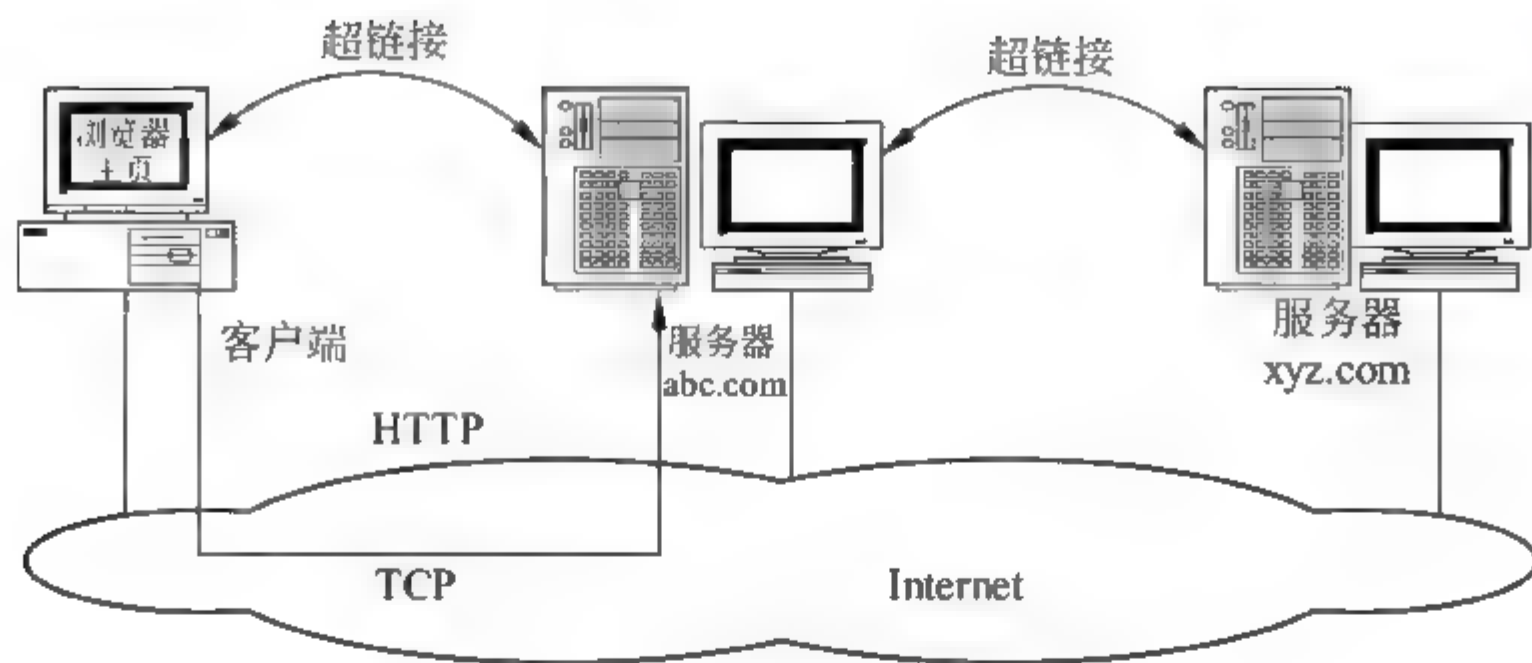 超链接
超链接
浏览器
主页
客户端
服务器
abc.com
服务器
xyz.com
HTTP
TCP
Internet